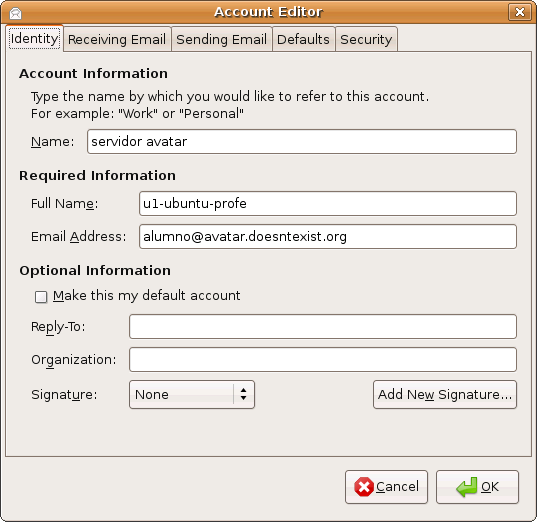 Account Editor
Identity Receiving Email Sending Email Defaults Security
Account Information
Type the name by which you would like to refer to this account.
For example: "Work" or "Personal"
Name: servidor avatar
Required Information
Full Name: u1-ubuntu-profe
Email Address: alumno@avatar.doesntexist.org
Optional Information
Make this my default account
Reply-To:
Organization:
Signature: None Add New Signature...
Cancel OK